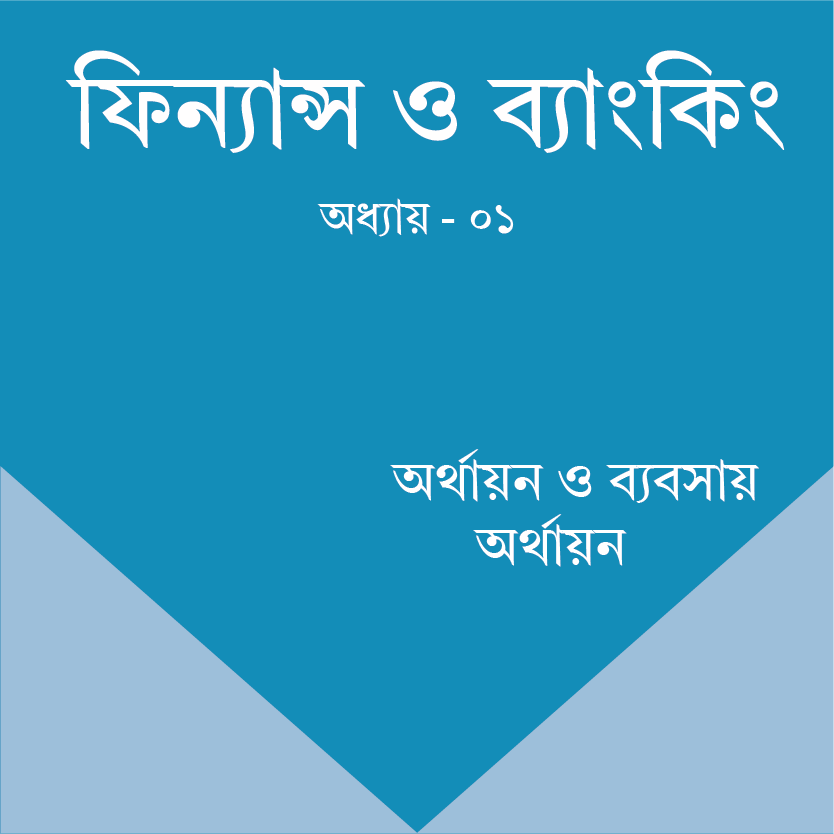 ফিন্যান্স ও ব্যাংকিং
অধ্যায় - ০১
অর্থায়ন ও ব্যবসায়
অর্থায়ন